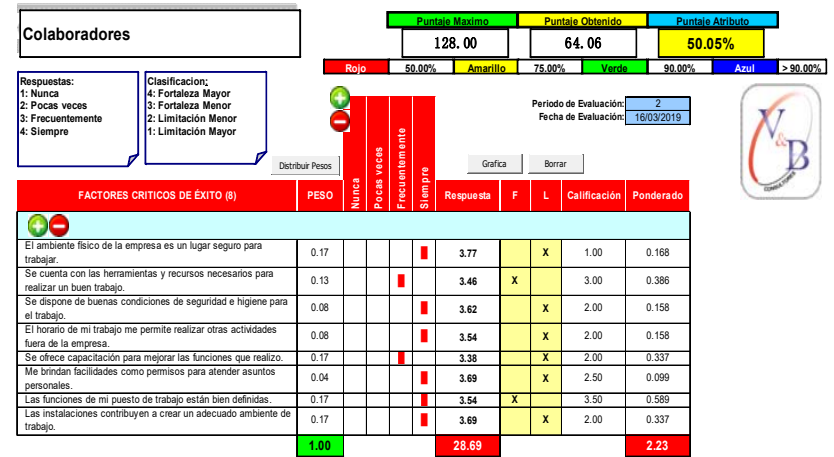 Colaboradores
Puntaje Maximo Puntaje Obtenido Puntaje Atributo
128.00 64.06 50.05%
Rojo 50.00% Amarillo 75.00% Verde 90.00% Azul > 90.00%
Respuestas:
1: Nunca
2: Pocas veces
3: Frecuentemente
4: Siempre
Clasificacion:
4: Fortaleza Mayor
3: Fortaleza Menor
2: Limitación Menor
1: Limitación Mayor
Periodo de Evaluación: 2
Fecha de Evaluación: 16/03/2019
V&B
CONSULTORES
Distribuir Pesos
Grafica
Borrar
FACTORES CRITICOS DE ÉXITO (8) PESO Nunca Pocas veces Frecuentemente Siempre Respuesta F L Calificación Ponderado
El ambiente físico de la empresa es un lugar seguro para
trabajar.
0.17 3.77 X 1.00 0.168
Se cuenta con las herramientas y recursos necesarios para
realizar un buen trabajo.
0.13 3.46 X 3.00 0.386
Se dispone de buenas condiciones de seguridad e higiene para
el trabajo.
0.08 3.62 X 2.00 0.158
El horario de mi trabajo me permite realizar otras actividades
fuera de la empresa.
0.08 3.54 X 2.00 0.158
Se ofrece capacitación para mejorar las funciones que realizo. 0.17 3.38 X 2.00 0.337
Me brindan facilidades como permisos para atender asuntos
personales.
0.04 3.69 X 2.50 0.099
Las funciones de mi puesto de trabajo están bien definidas. 0.17 3.54 X 3.50 0.589
Las instalaciones contribuyen a crear un adecuado ambiente de
trabajo.
0.17 3.69 X 2.00 0.337
1.00 28.69 2.23